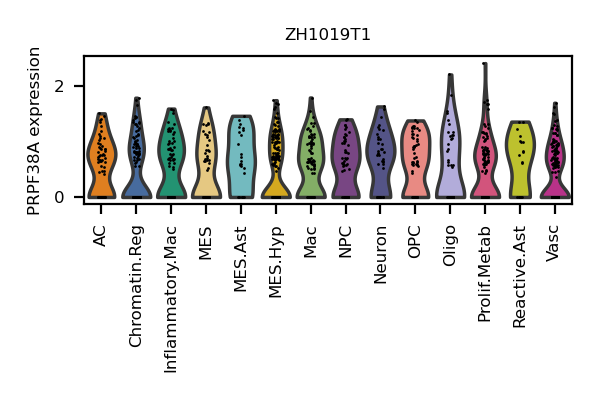 ZH1019T1
PRPF38A expression
2
0
AC
Chromatin.Reg
Inflammatory.Mac
MES
MES.Ast
MES.Hyp
Mac
NPC
Neuron
OPC
Oligo
Prolif.Metab
Reactive.Ast
Vasc